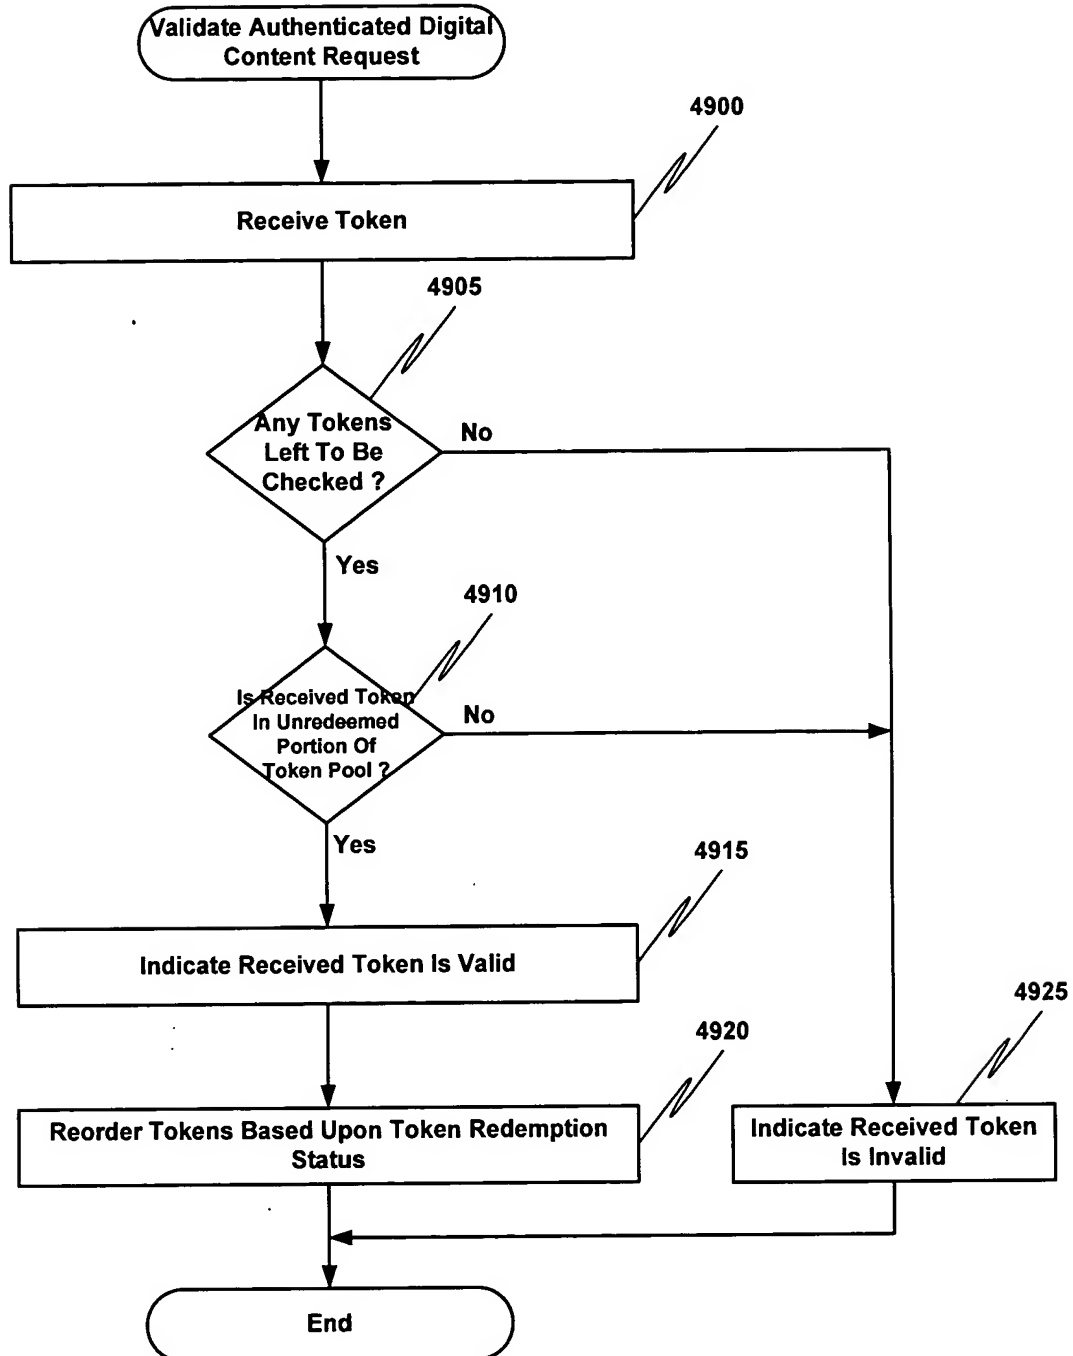 Validate Authenticated Digital
Content Request
4900
Receive Token
4905
Any Tokens
Left To Be
Checked ?
No
Yes
4910
Is Received Token
In Unredeemed
Portion Of
Token Pool ?
No
Yes
4915
Indicate Received Token Is Valid
4920
Reorder Tokens Based Upon Token Redemption
Status
4925
Indicate Received Token
Is Invalid
End